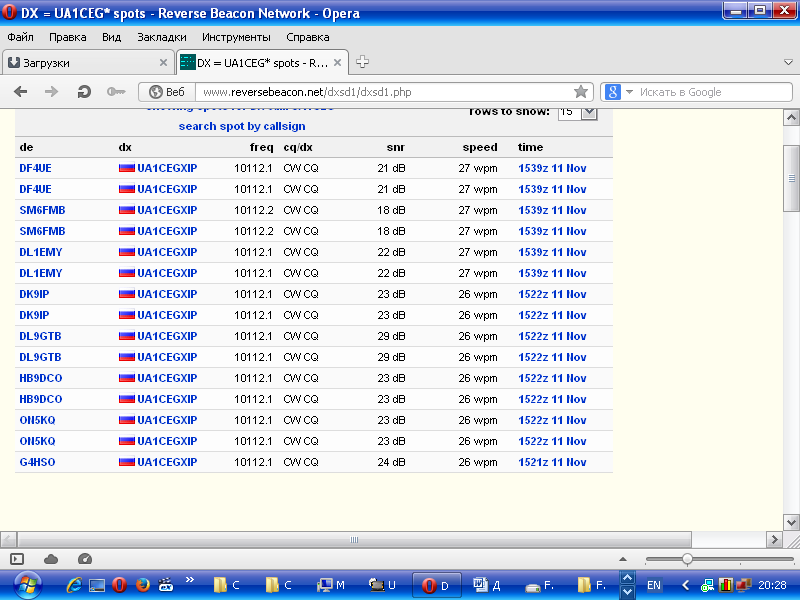 DX = UA1CEG* spots - Reverse Beacon Network - Opera
Файл Правка Вид Закладки Инструменты Справка
Загрузки DX = UA1CEG* spots - R...
Веб www.reversebeacon.net/dxsd1/dxsd1.php Искать в Google
rows to show: 15
search spot by callsign
de dx freq cq/dx snr speed time
DF4UE UA1CEGXIP 10112.1 CW CQ 21 dB 27 wpm 1539z 11 Nov
DF4UE UA1CEGXIP 10112.1 CW CQ 21 dB 27 wpm 1539z 11 Nov
SM6FMB UA1CEGXIP 10112.2 CW CQ 18 dB 27 wpm 1539z 11 Nov
SM6FMB UA1CEGXIP 10112.2 CW CQ 18 dB 27 wpm 1539z 11 Nov
DL1EMY UA1CEGXIP 10112.1 CW CQ 22 dB 27 wpm 1539z 11 Nov
DL1EMY UA1CEGXIP 10112.1 CW CQ 22 dB 27 wpm 1539z 11 Nov
DK9IP UA1CEGXIP 10112.1 CW CQ 23 dB 26 wpm 1522z 11 Nov
DK9IP UA1CEGXIP 10112.1 CW CQ 23 dB 26 wpm 1522z 11 Nov
DL9GTB UA1CEGXIP 10112.1 CW CQ 29 dB 26 wpm 1522z 11 Nov
DL9GTB UA1CEGXIP 10112.1 CW CQ 29 dB 26 wpm 1522z 11 Nov
HB9DCO UA1CEGXIP 10112.1 CW CQ 23 dB 26 wpm 1522z 11 Nov
HB9DCO UA1CEGXIP 10112.1 CW CQ 23 dB 26 wpm 1522z 11 Nov
ON5KQ UA1CEGXIP 10112.1 CW CQ 23 dB 26 wpm 1522z 11 Nov
ON5KQ UA1CEGXIP 10112.1 CW CQ 23 dB 26 wpm 1522z 11 Nov
G4HSO UA1CEGXIP 10112.1 CW CQ 24 dB 26 wpm 1521z 11 Nov
C C M U D Д F. F. EN 20:28